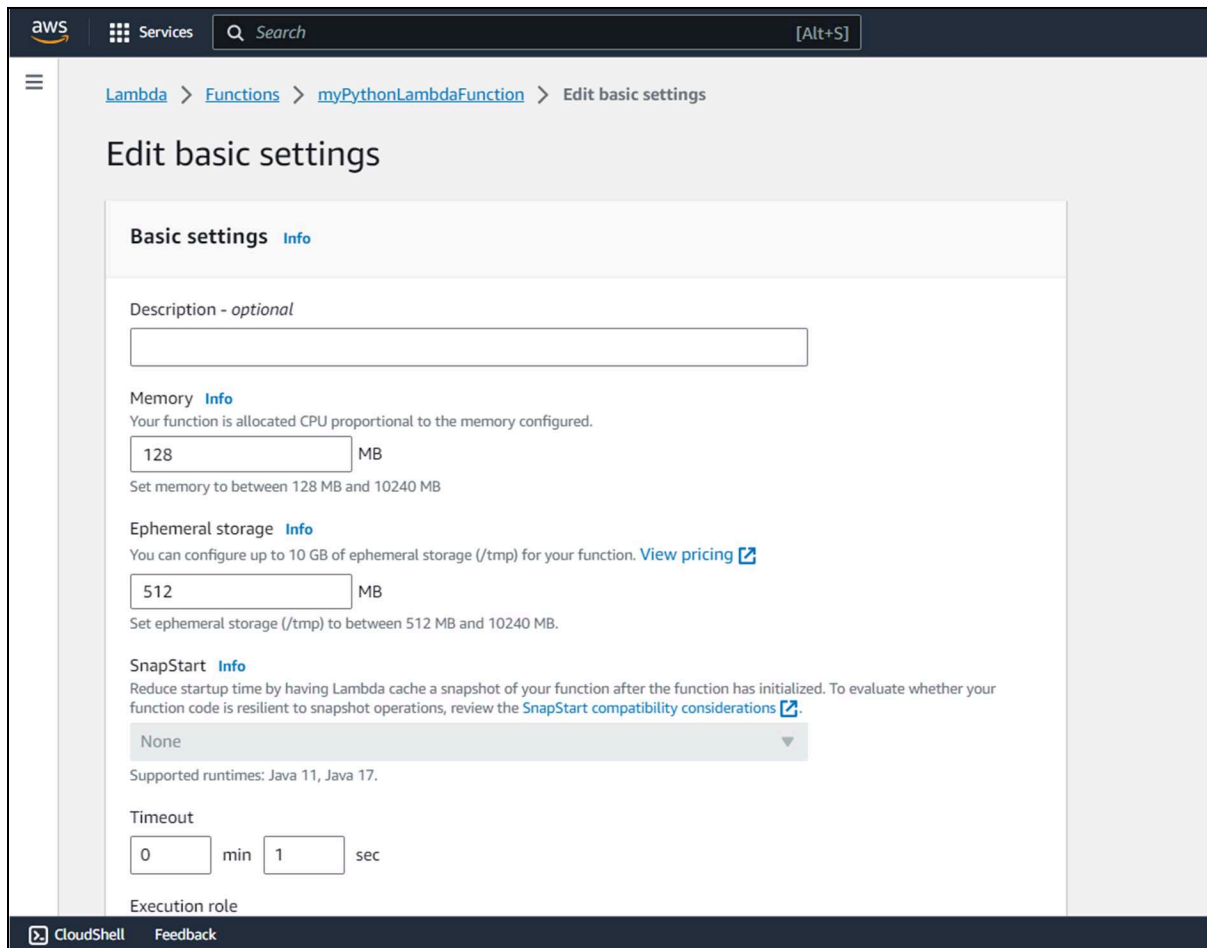 aws Services Search [Alt+S]
Lambda > Functions > myPythonLambdaFunction > Edit basic settings
Edit basic settings
Basic settings Info
Description - optional
Memory Info
Your function is allocated CPU proportional to the memory configured.
128 MB
Set memory to between 128 MB and 10240 MB
Ephemeral storage Info
You can configure up to 10 GB of ephemeral storage (/tmp) for your function. View pricing
512 MB
Set ephemeral storage (/tmp) to between 512 MB and 10240 MB.
SnapStart Info
Reduce startup time by having Lambda cache a snapshot of your function after the function has initialized. To evaluate whether your
function code is resilient to snapshot operations, review the SnapStart compatibility considerations.
None
Supported runtimes: Java 11, Java 17.
Timeout
0 min 1 sec
Execution role
CloudShell Feedback